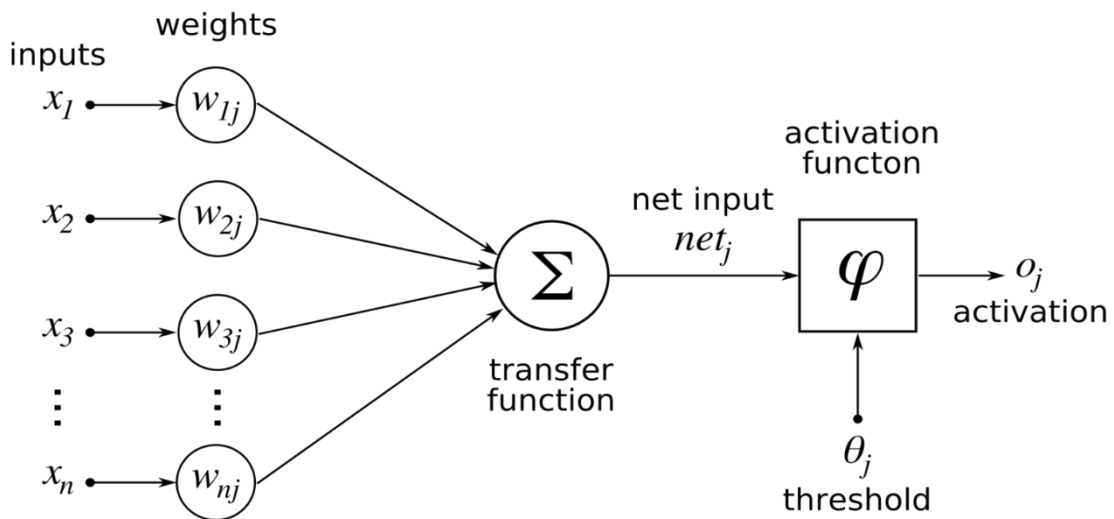 weights
inputs
x₁
w₁ⱼ
x₂
w₂ⱼ
x₃
w₃ⱼ
⋮ ⋮
xₙ
wₙⱼ
Σ
transfer
function
net input
netⱼ
activation
functon
φ
oⱼ
activation
θⱼ
threshold